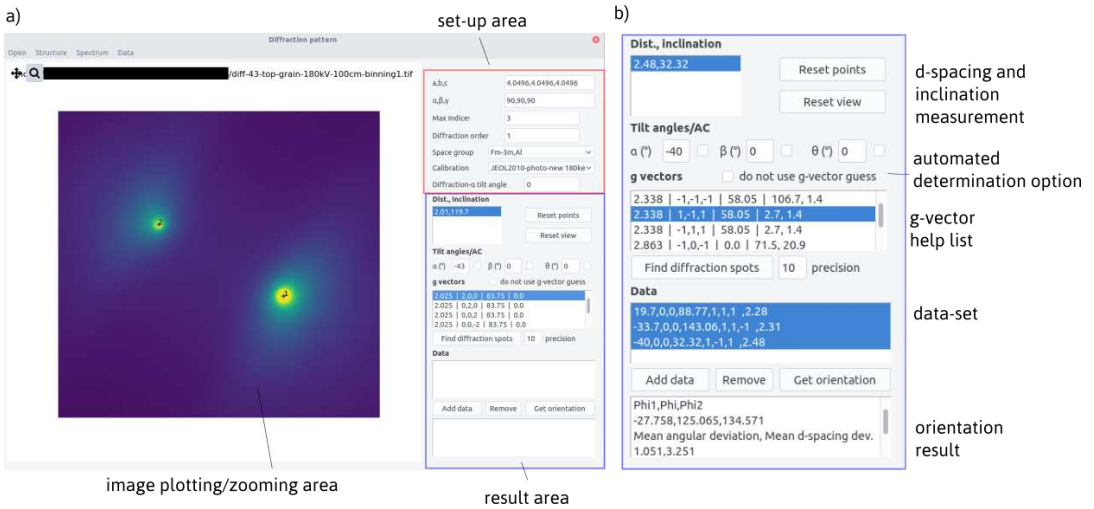 a)
set-up area
b)
Diffraction pattern
Open Structure Spectrum Data
/diff-43-top-grain-180kV-100cm-binning1.tif
a,b,c 4.0496,4.0496,4.0496
α,β,γ 90,90,90
Max indices 3
Diffraction order 1
Space group Fm-3m,Al
Calibration JEOL2010-photo-new 180ke
Diffraction-α tilt angle 0
Dist., inclination
2.01,119.7
Reset points
Reset view
Tilt angles/AC
α (°) -43 β (°) 0 θ (°) 0
g vectors do not use g-vector guess
2.025 | 2,0,0 | 83.75 | 0.0
2.025 | 0,2,0 | 83.75 | 0.0
2.025 | 0,0,2 | 83.75 | 0.0
2.025 | 0,0,-2 | 83.75 | 0.0
Find diffraction spots 10 precision
Data
Add data Remove Get orientation
image plotting/zooming area
result area
Dist., inclination
2.48,32.32
Reset points
Reset view
Tilt angles/AC
α (°) -40 β (°) 0 θ (°) 0
g vectors do not use g-vector guess
2.338 | -1,-1,-1 | 58.05 | 106.7, 1.4
2.338 | 1,-1,1 | 58.05 | 2.7, 1.4
2.338 | -1,1,1 | 58.05 | 2.7, 1.4
2.863 | -1,0,-1 | 0.0 | 71.5, 20.9
Find diffraction spots 10 precision
Data
19.7,0,0,88.77,1,1,1 ,2.28
-33.7,0,0,143.06,1,1,-1 ,2.31
-40,0,0,32.32,1,-1,1 ,2.48
Add data Remove Get orientation
Phi1,Phi,Phi2
-27.758,125.065,134.571
Mean angular deviation, Mean d-spacing dev.
1.051,3.251
d-spacing and
inclination
measurement
automated
determination option
g-vector
help list
data-set
orientation
result